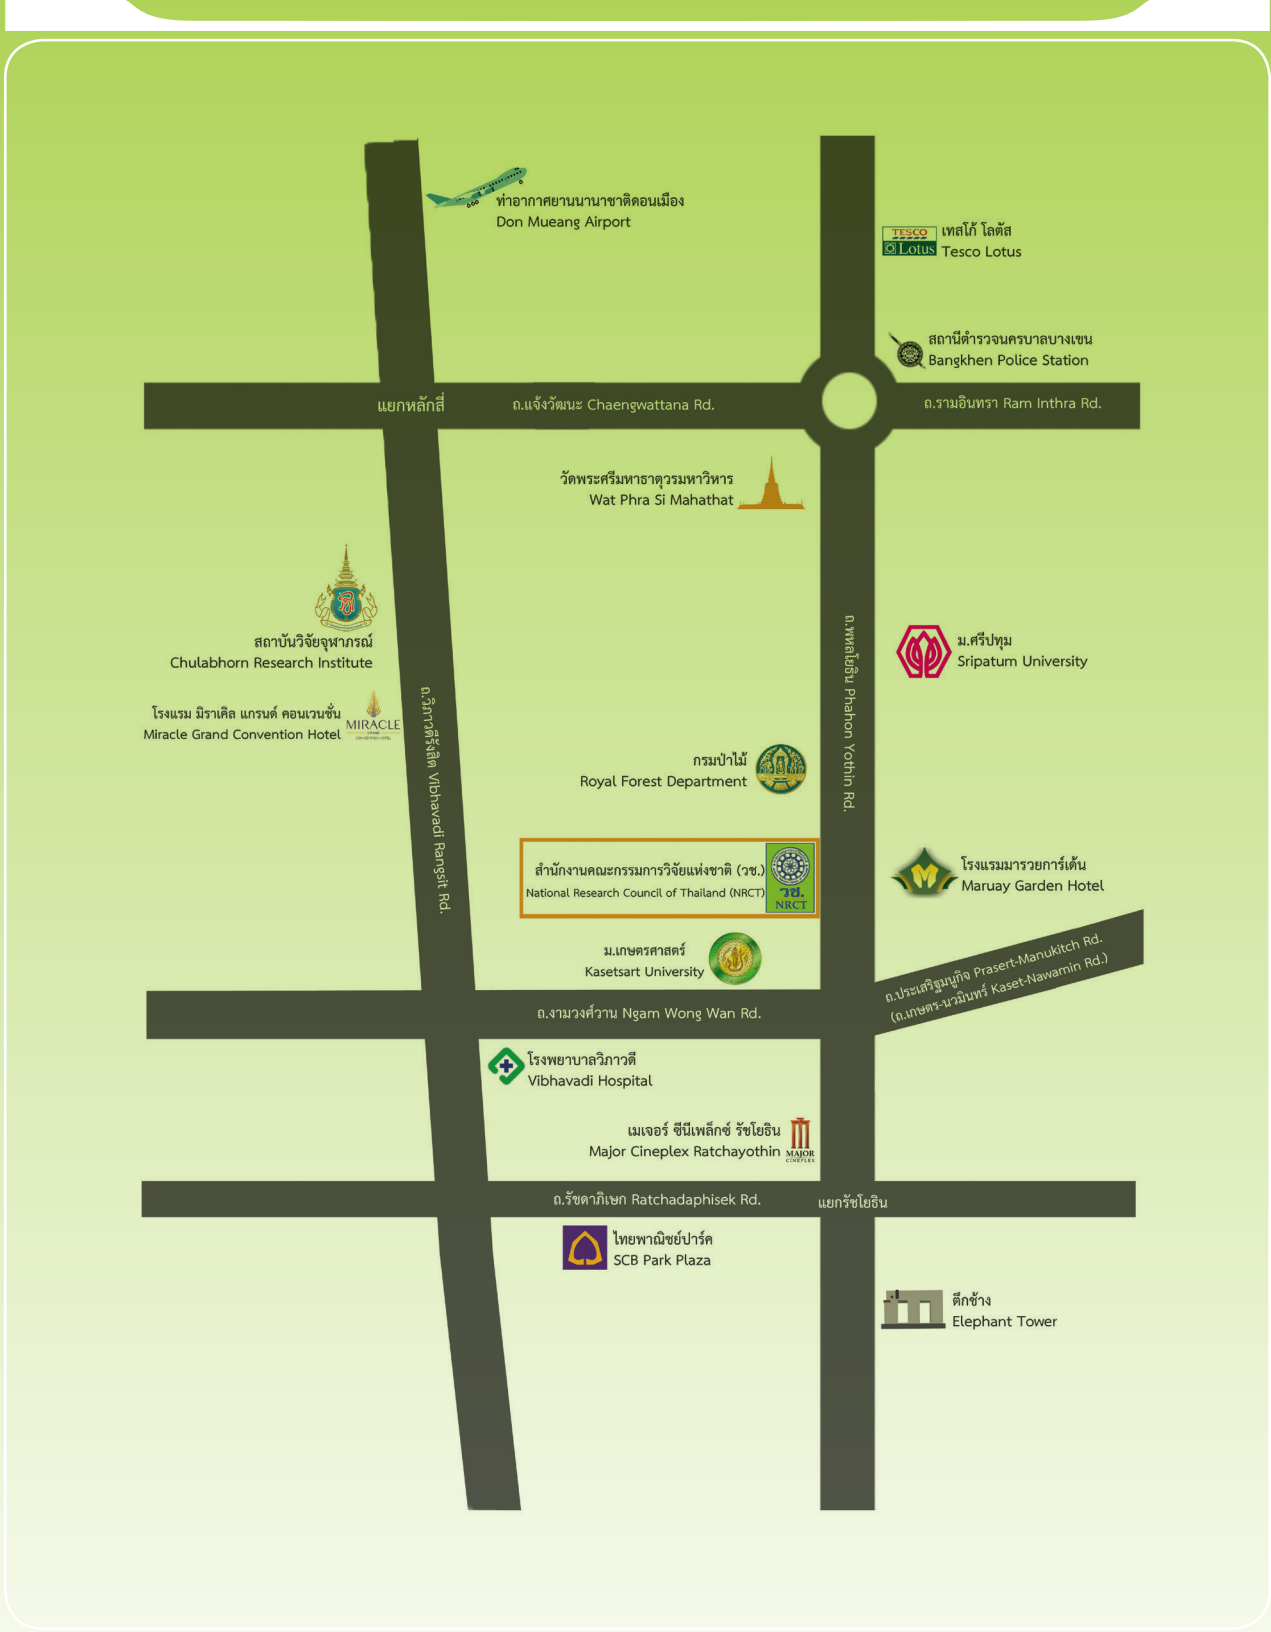 ท่าอากาศยานนานาชาติดอนเมือง
Don Mueang Airport
TESCO
Lotus
เทสโก้ โลตัส
Tesco Lotus
สถานีตำรวจนครบาลบางเขน
Bangkhen Police Station
แยกหลักสี่
ถ.แจ้งวัฒนะ Chaengwattana Rd.
ถ.รามอินทรา Ram Inthra Rd.
วัดพระศรีมหาธาตุวรมหาวิหาร
Wat Phra Si Mahathat
สถาบันวิจัยจุฬาภรณ์
Chulabhorn Research Institute
ถ.พหลโยธิน Phahon Yothin Rd.
ม.ศรีปทุม
Sripatum University
โรงแรม มิราเคิล แกรนด์ คอนเวนชั่น
Miracle Grand Convention Hotel
MIRACLE
GRAND
CONVENTION HOTEL
ถ.วิภาวดีรังสิต Vibhavadi Rangsit Rd.
กรมป่าไม้
Royal Forest Department
สำนักงานคณะกรรมการวิจัยแห่งชาติ (วช.)
National Research Council of Thailand (NRCT)
วช.
NRCT
โรงแรมมารวยการ์เด้น
Maruay Garden Hotel
ม.เกษตรศาสตร์
Kasetsart University
ถ.ประเสริฐมนูกิจ Prasert-Manukitch Rd.
(ถ.เกษตร-นวมินทร์ Kaset-Nawamin Rd.)
ถ.งามวงศ์วาน Ngam Wong Wan Rd.
โรงพยาบาลวิภาวดี
Vibhavadi Hospital
เมเจอร์ ซีนีเพล็กซ์ รัชโยธิน
Major Cineplex Ratchayothin
MAJOR
CINEPLEX
ถ.รัชดาภิเษก Ratchadaphisek Rd.
แยกรัชโยธิน
ไทยพาณิชย์ปาร์ค
SCB Park Plaza
ตึกช้าง
Elephant Tower